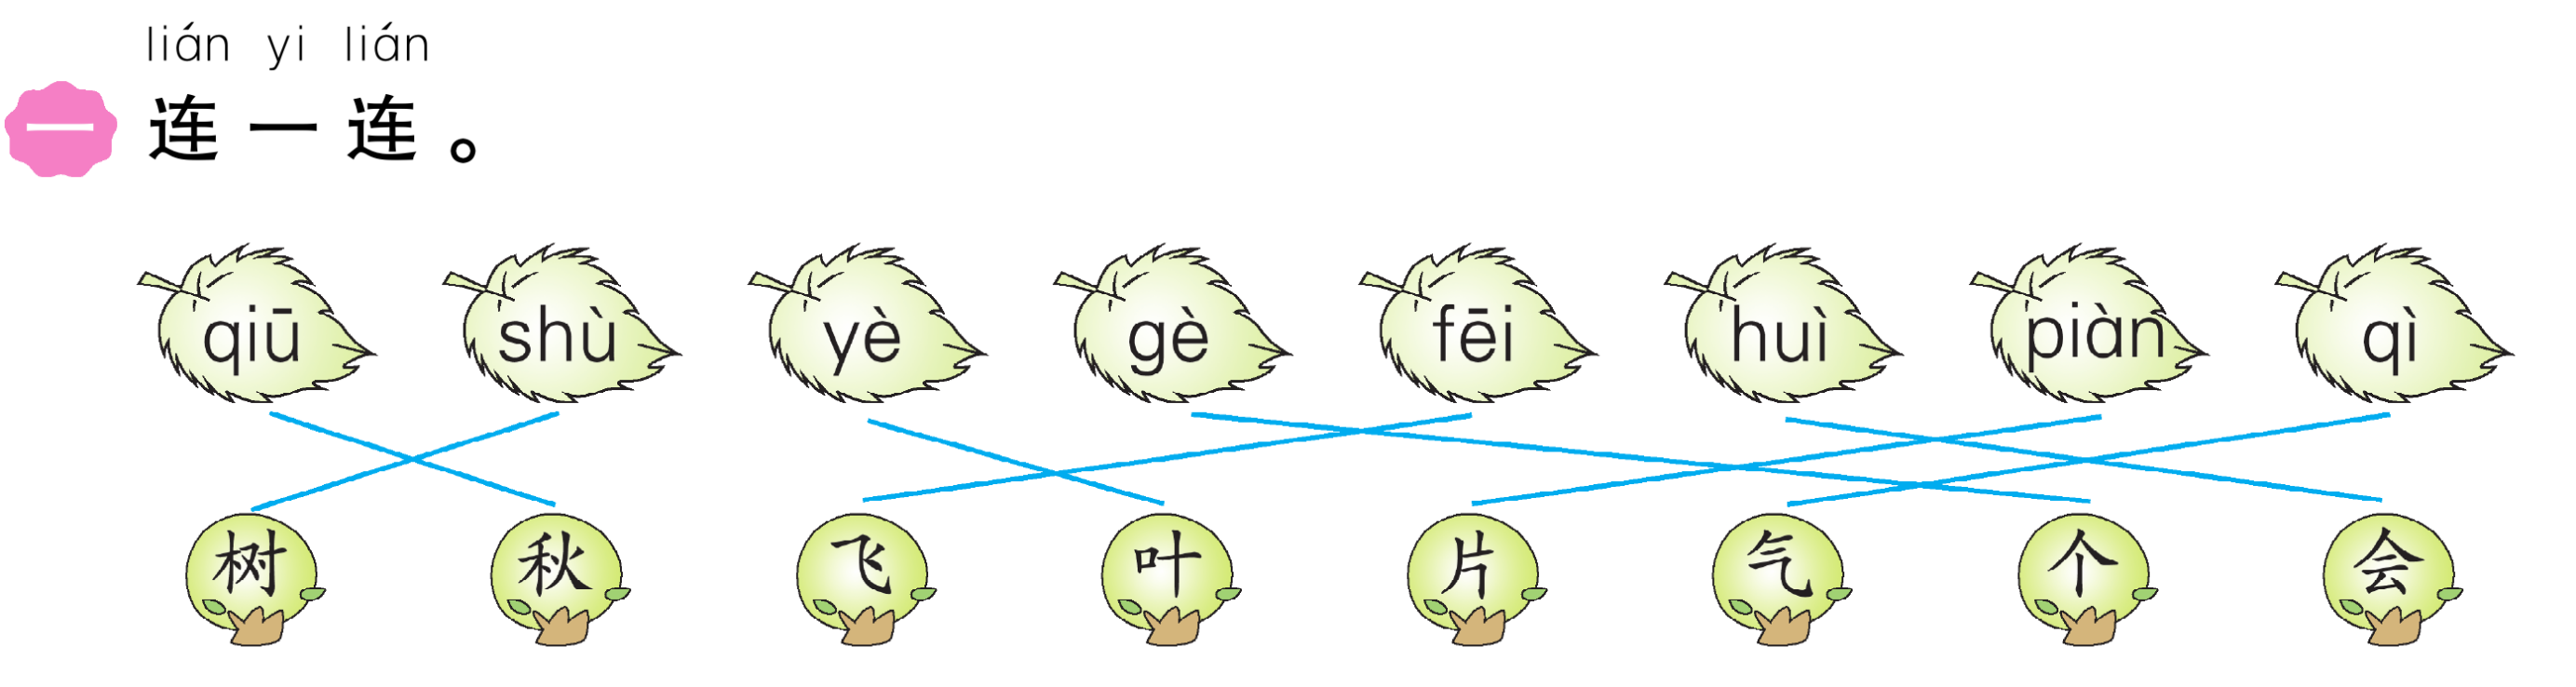 lián yi lián
一 连一连。
qiū shù yè gè fēi huì piàn qì
树 秋 飞 叶 片 气 个 会